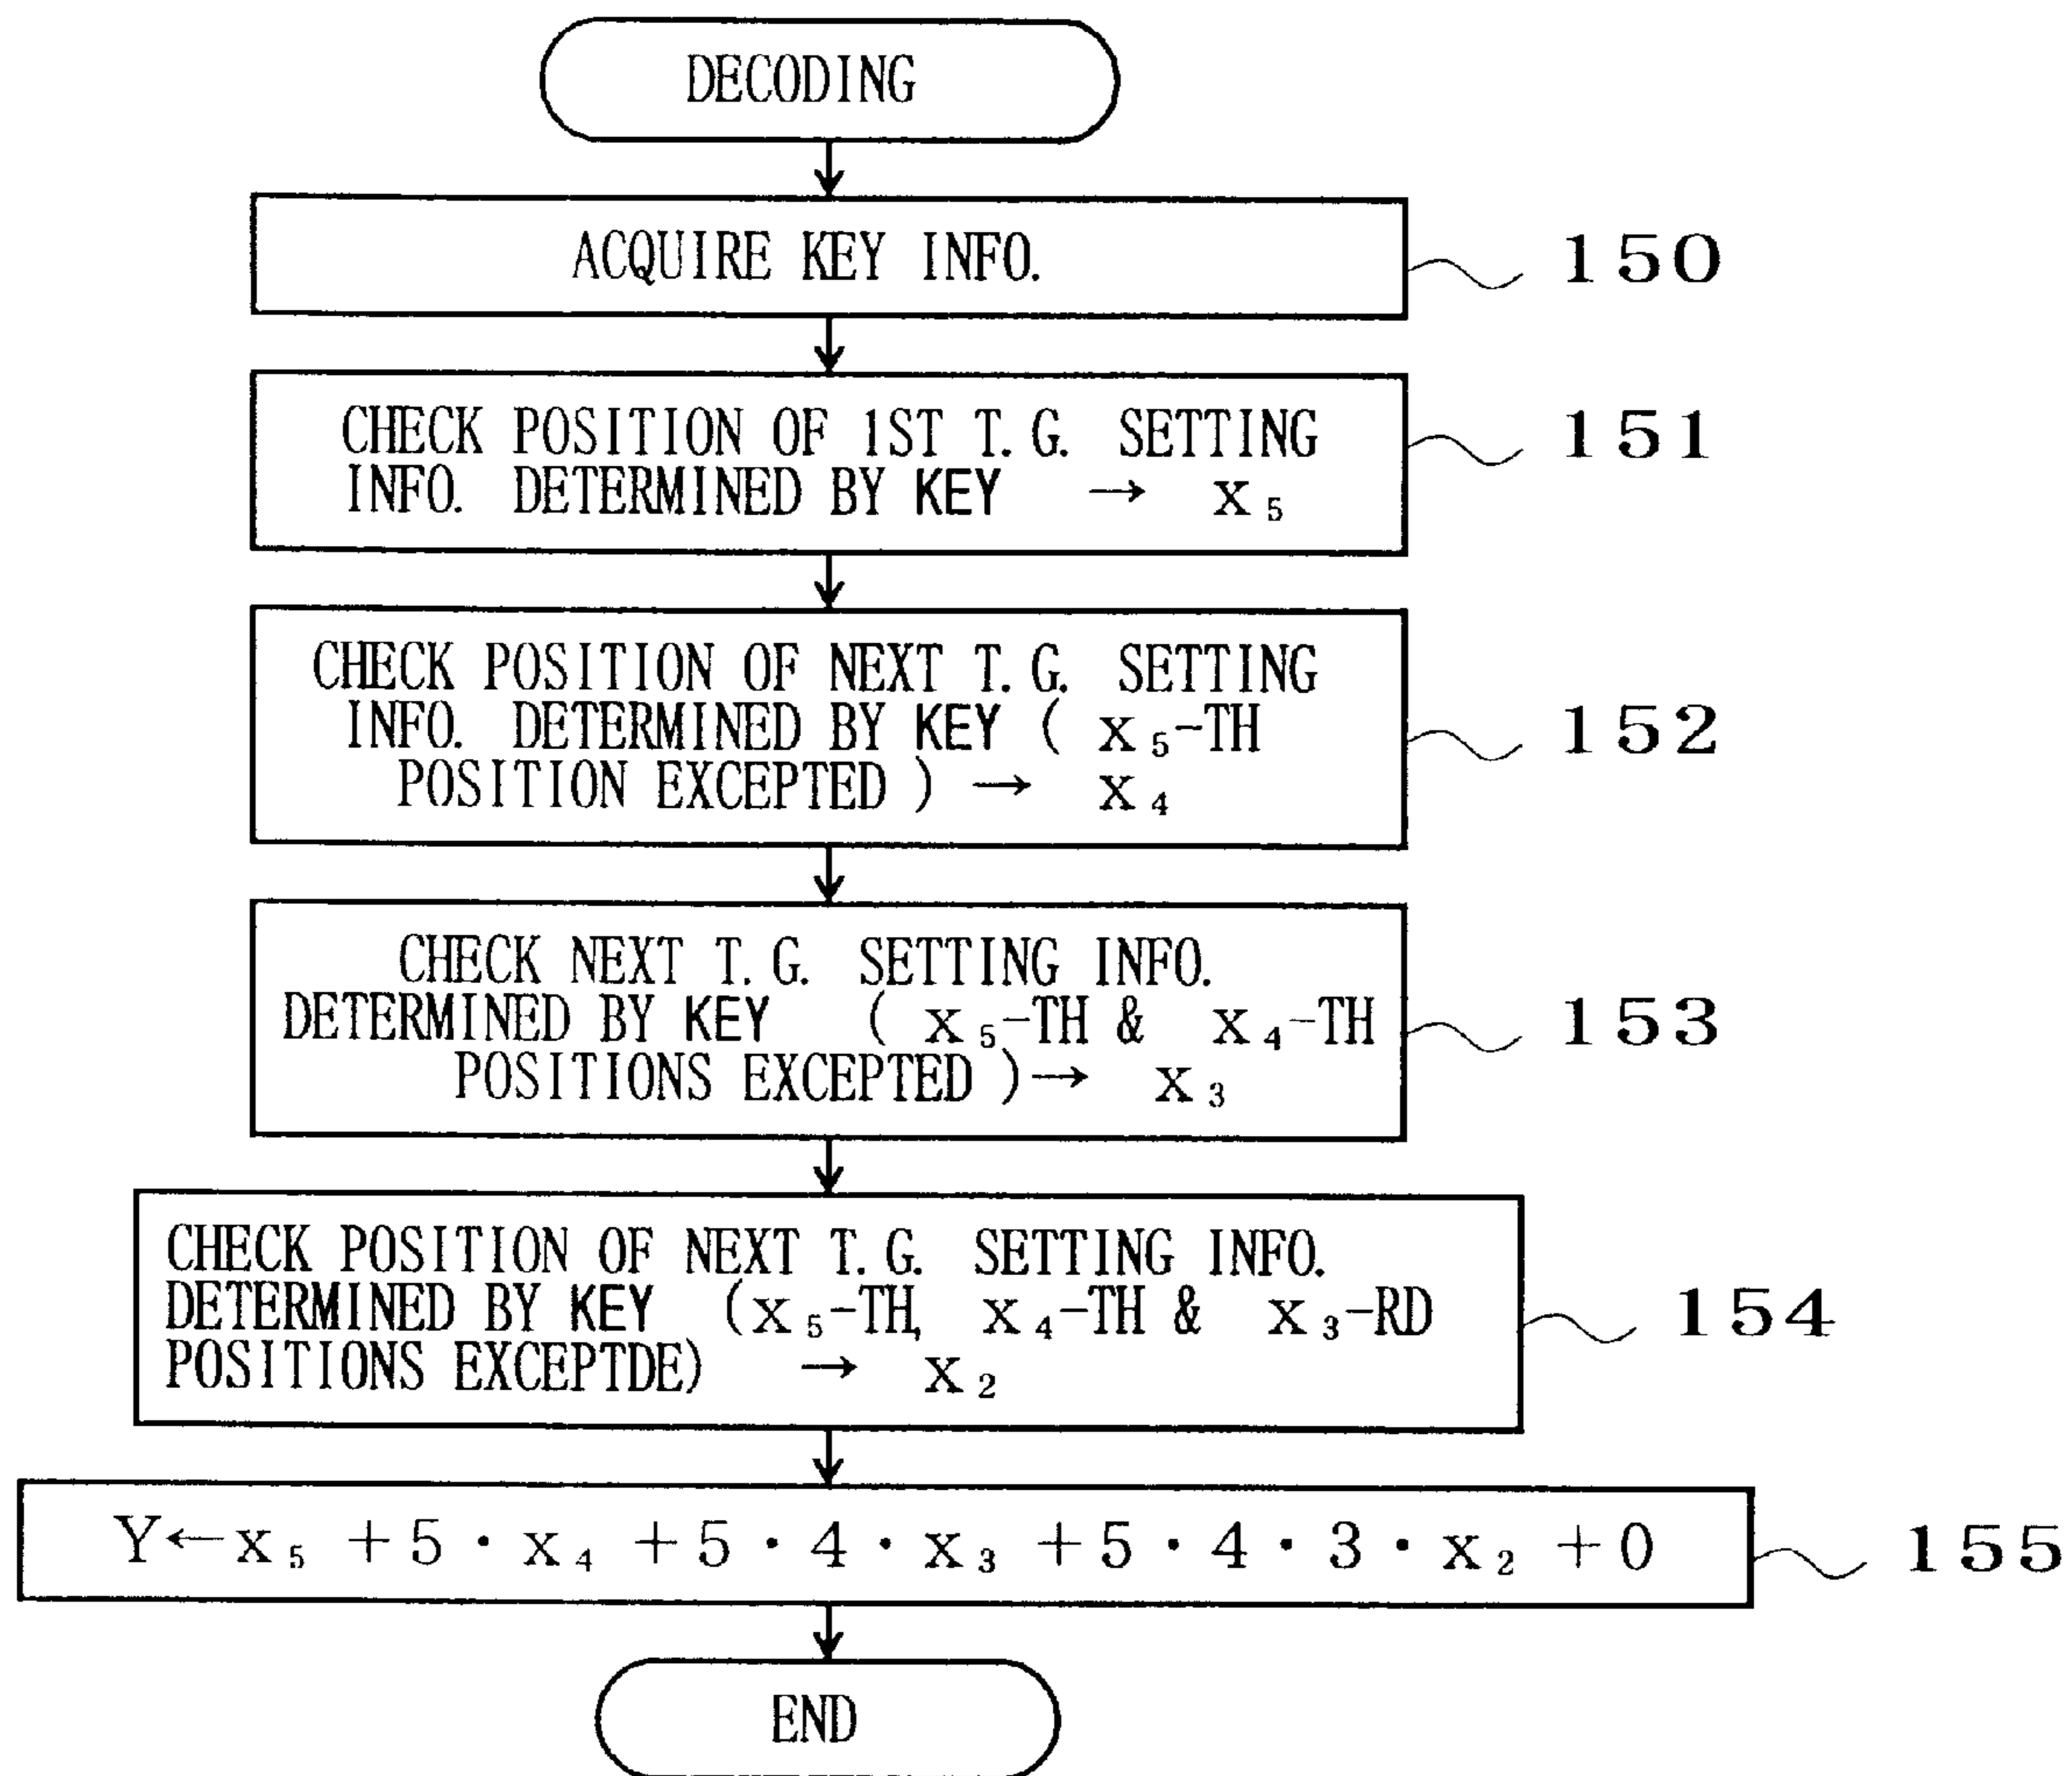 DECODING
ACQUIRE KEY INFO.
150
CHECK POSITION OF 1ST T.G. SETTING
INFO. DETERMINED BY KEY → x₅
151
CHECK POSITION OF NEXT T.G. SETTING
INFO. DETERMINED BY KEY ( x₅-TH
POSITION EXCEPTED ) → x₄
152
CHECK NEXT T.G. SETTING INFO.
DETERMINED BY KEY ( x₅-TH & x₄-TH
POSITIONS EXCEPTED )→ x₃
153
CHECK POSITION OF NEXT T.G. SETTING INFO.
DETERMINED BY KEY (x₅-TH, x₄-TH & x₃-RD
POSITIONS EXCEPTDE) → x₂
154
Y←x₅ +5・x₄ +5・4・x₃ +5・4・3・x₂ +0
155
END